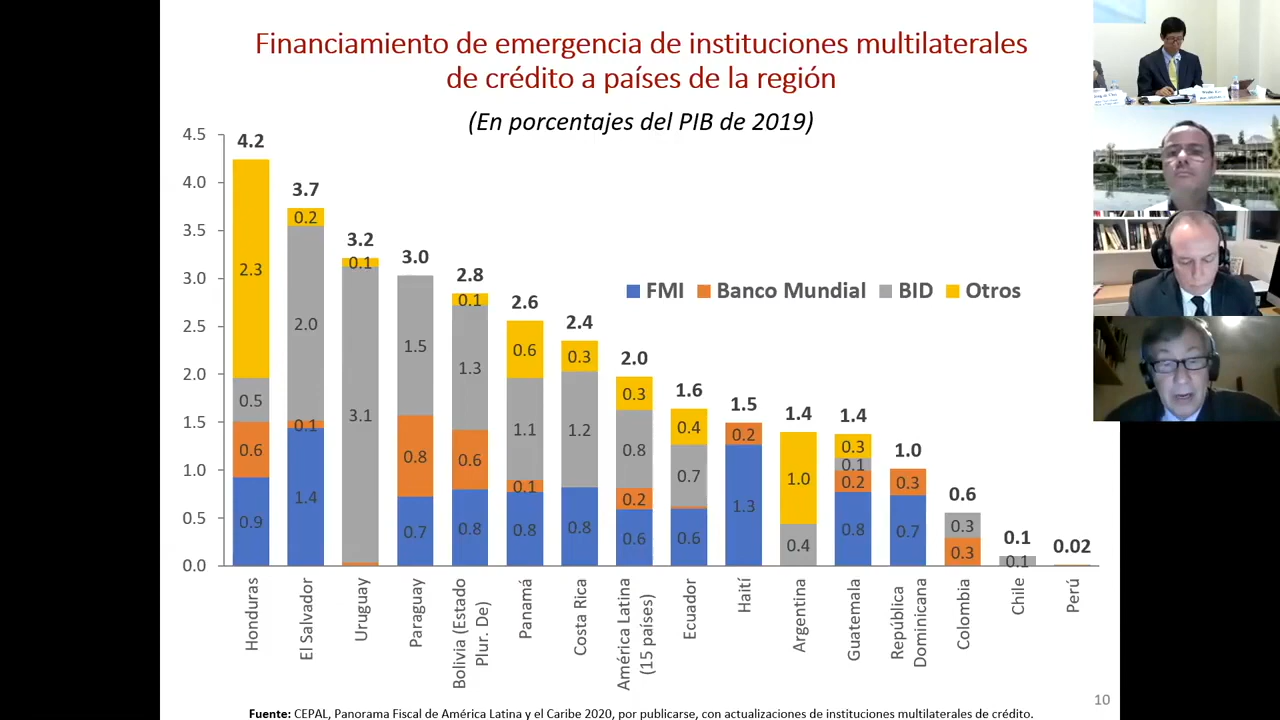 Financiamiento de emergencia de instituciones multilaterales
de crédito a países de la región
(En porcentajes del PIB de 2019)
4.5
4.0
3.5
3.0
2.5
2.0
1.5
1.0
0.5
0.0
4.2
2.3
0.5
0.6
0.9
3.7
0.2
2.0
0.1
1.4
3.2
0.1
3.1
3.0
1.5
0.8
0.7
2.8
0.1
1.3
0.6
0.8
2.6
0.6
1.1
0.1
0.8
2.4
0.3
1.2
0.8
2.0
0.3
0.8
0.2
0.6
1.6
0.4
0.7
0.6
1.5
0.2
1.3
1.4
1.0
0.4
1.4
0.3
0.1
0.2
0.8
1.0
0.3
0.7
0.6
0.3
0.3
0.1
0.1
0.02
FMI Banco Mundial BID Otros
Honduras
El Salvador
Uruguay
Paraguay
Bolivia (Estado
Plur. De)
Panamá
Costa Rica
América Latina
(15 países)
Ecuador
Haití
Argentina
Guatemala
República
Dominicana
Colombia
Chile
Perú
10
Fuente: CEPAL, Panorama Fiscal de América Latina y el Caribe 2020, por publicarse, con actualizaciones de instituciones multilaterales de crédito.